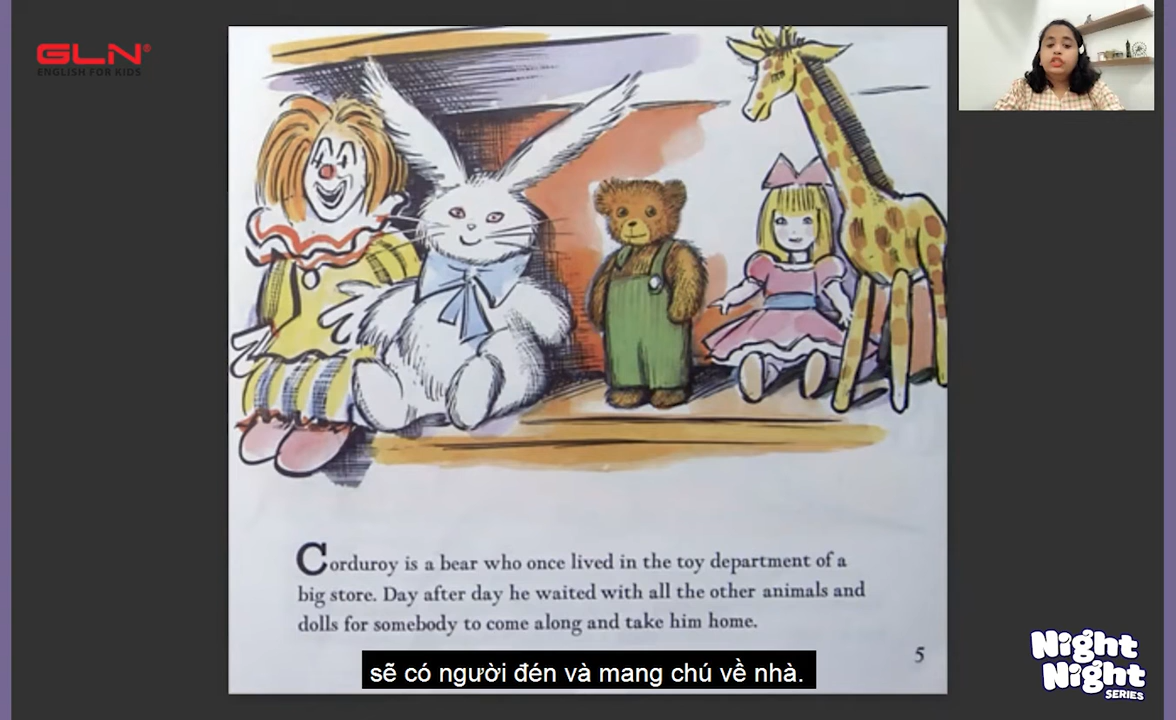 GLN®
ENGLISH FOR KIDS
Corduroy is a bear who once lived in the toy department of a
big store. Day after day he waited with all the other animals and
dolls for somebody to come along and take him home.
5
sẽ có người đén và mang chú về nhà.
Night
Night
SERIES